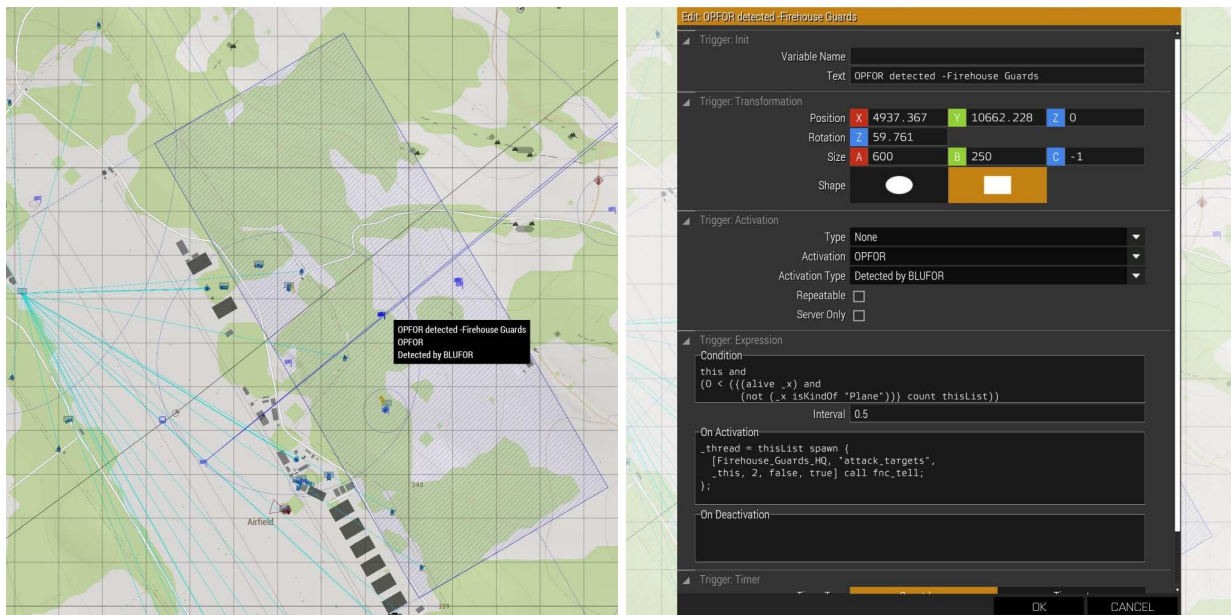 OPFOR detected -Firehouse Guards
OPFOR
Detected by BLUFOR
340
Airfield
339
Edit: OPFOR detected -Firehouse Guards
Trigger: Init
Variable Name
Text OPFOR detected -Firehouse Guards
Trigger: Transformation
Position X 4937.367 Y 10662.228 Z 0
Rotation Z 59.761
Size A 600 B 250 C -1
Shape
Trigger: Activation
Type None
Activation OPFOR
Activation Type Detected by BLUFOR
Repeatable
Server Only
Trigger: Expression
Condition
this and
(0 < ({(alive _x) and
(not (_x isKindOf "Plane"))} count thisList))
Interval 0.5
On Activation
_thread = thisList spawn {
[Firehouse_Guards_HQ, "attack_targets",
_this, 2, false, true] call fnc_tell;
};
On Deactivation
Trigger: Timer
OK CANCEL